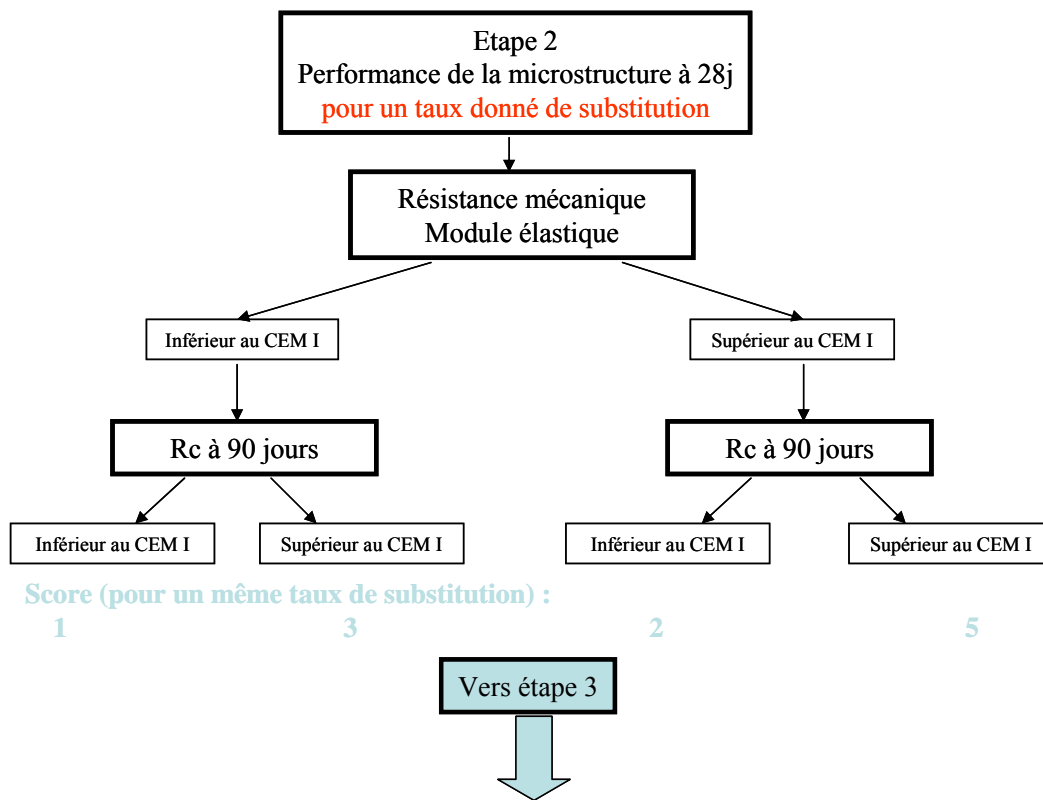 Etape 2
Performance de la microstructure à 28j
pour un taux donné de substitution
Résistance mécanique
Module élastique
Inférieur au CEM I
Supérieur au CEM I
Rc à 90 jours
Rc à 90 jours
Inférieur au CEM I
Supérieur au CEM I
Inférieur au CEM I
Supérieur au CEM I
Score (pour un même taux de substitution) :
1
3
2
5
Vers étape 3